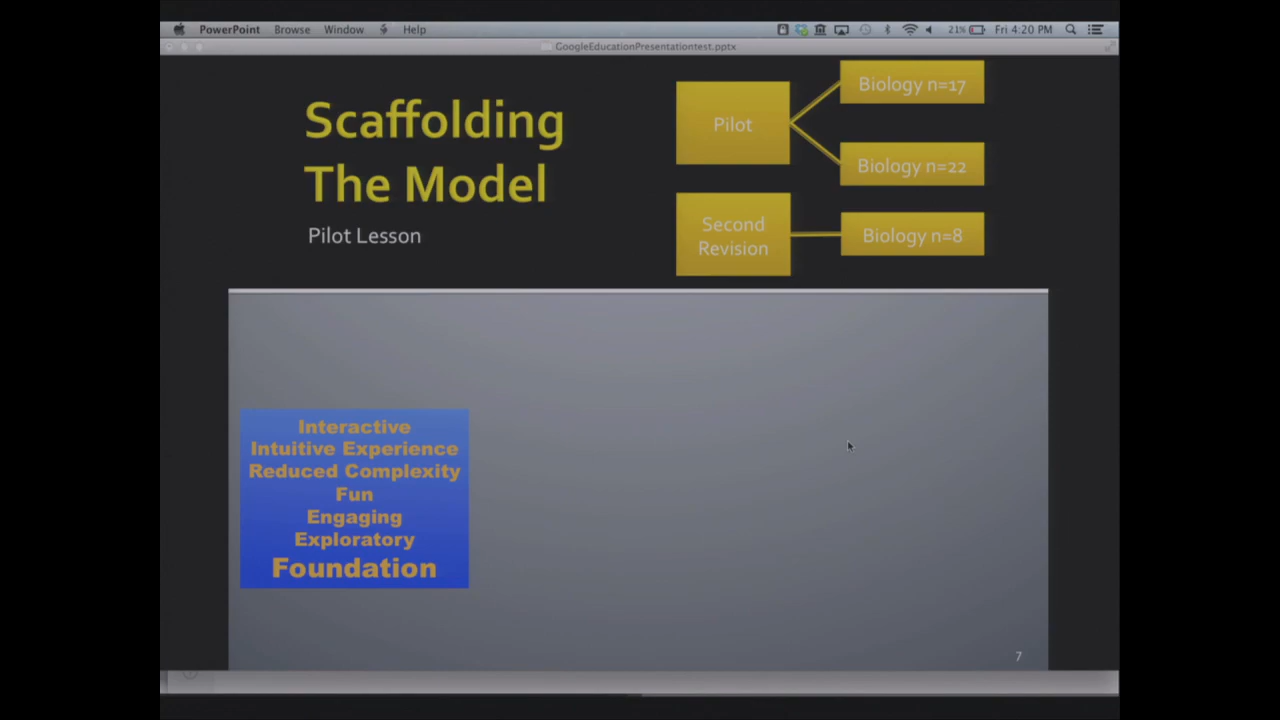 PowerPoint Browse Window Help
21% Fri 4:20 PM
GoogleEducationPresentationtest.pptx
Scaffolding
The Model
Pilot Lesson
Pilot
Biology n=17
Biology n=22
Second
Revision
Biology n=8
Interactive
Intuitive Experience
Reduced Complexity
Fun
Engaging
Exploratory
Foundation
7